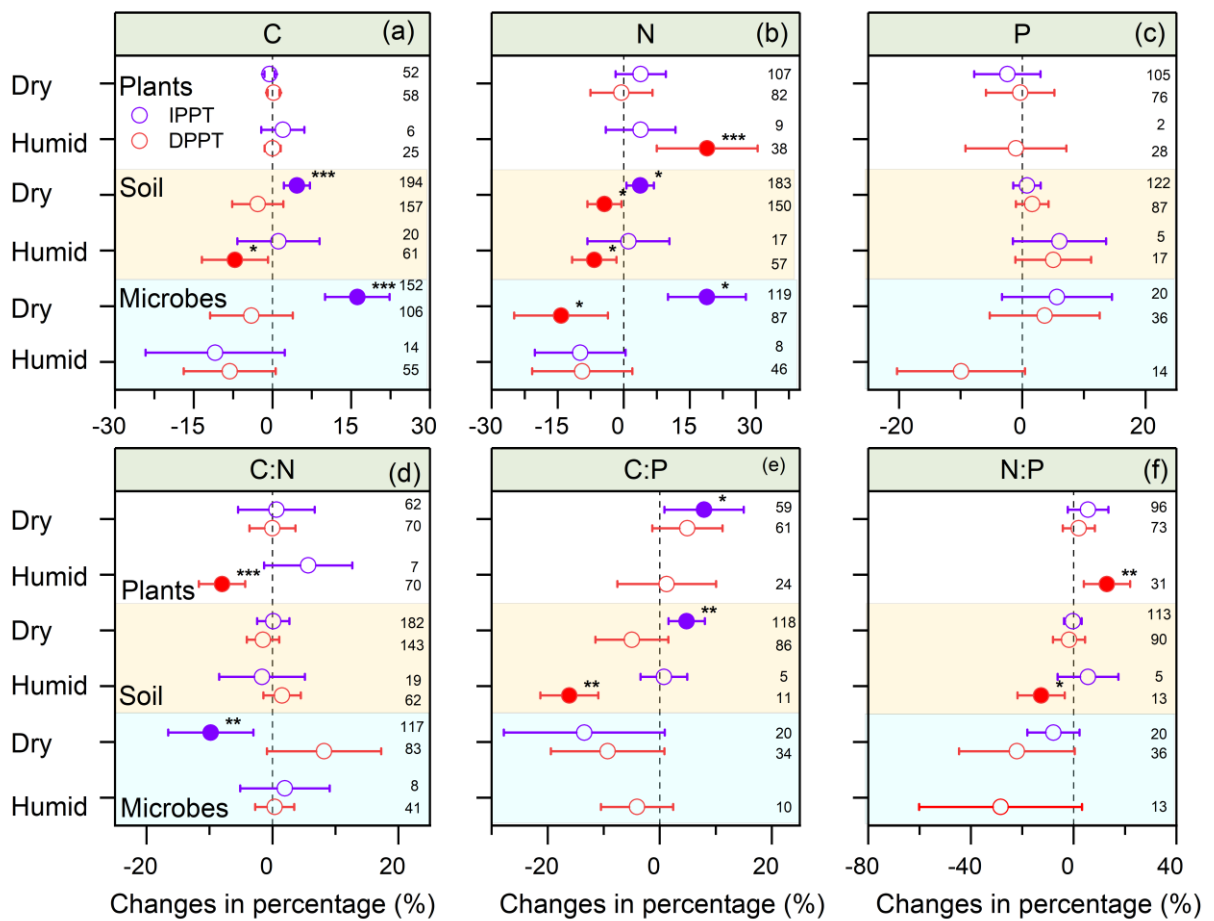 C (a)
N (b)
P (c)
Dry
Plants
52
58
107
82
105
76
IPPT
DPPT
Humid
6
25
9
***
38
2
28
Dry
Soil
***
194
157
*
*
183
150
122
87
Humid
20
*
61
17
*
57
5
17
Dry
Microbes
152
***
106
*
119
*
87
20
36
Humid
14
55
8
46
14
-30 -15 0 15 30
-30 -15 0 15 30
-20 0 20
C:N (d)
C:P (e)
N:P (f)
Dry
62
70
*
59
61
96
73
Humid
Plants
7
***
70
24
**
31
Dry
182
143
**
118
86
113
90
Humid
Soil
19
62
5
**
11
5
*
13
Dry
**
117
83
20
34
20
36
Humid
Microbes
8
41
10
13
-20 0 20
-20 0 20
-80 -40 0 40
Changes in percentage (%)
Changes in percentage (%)
Changes in percentage (%)